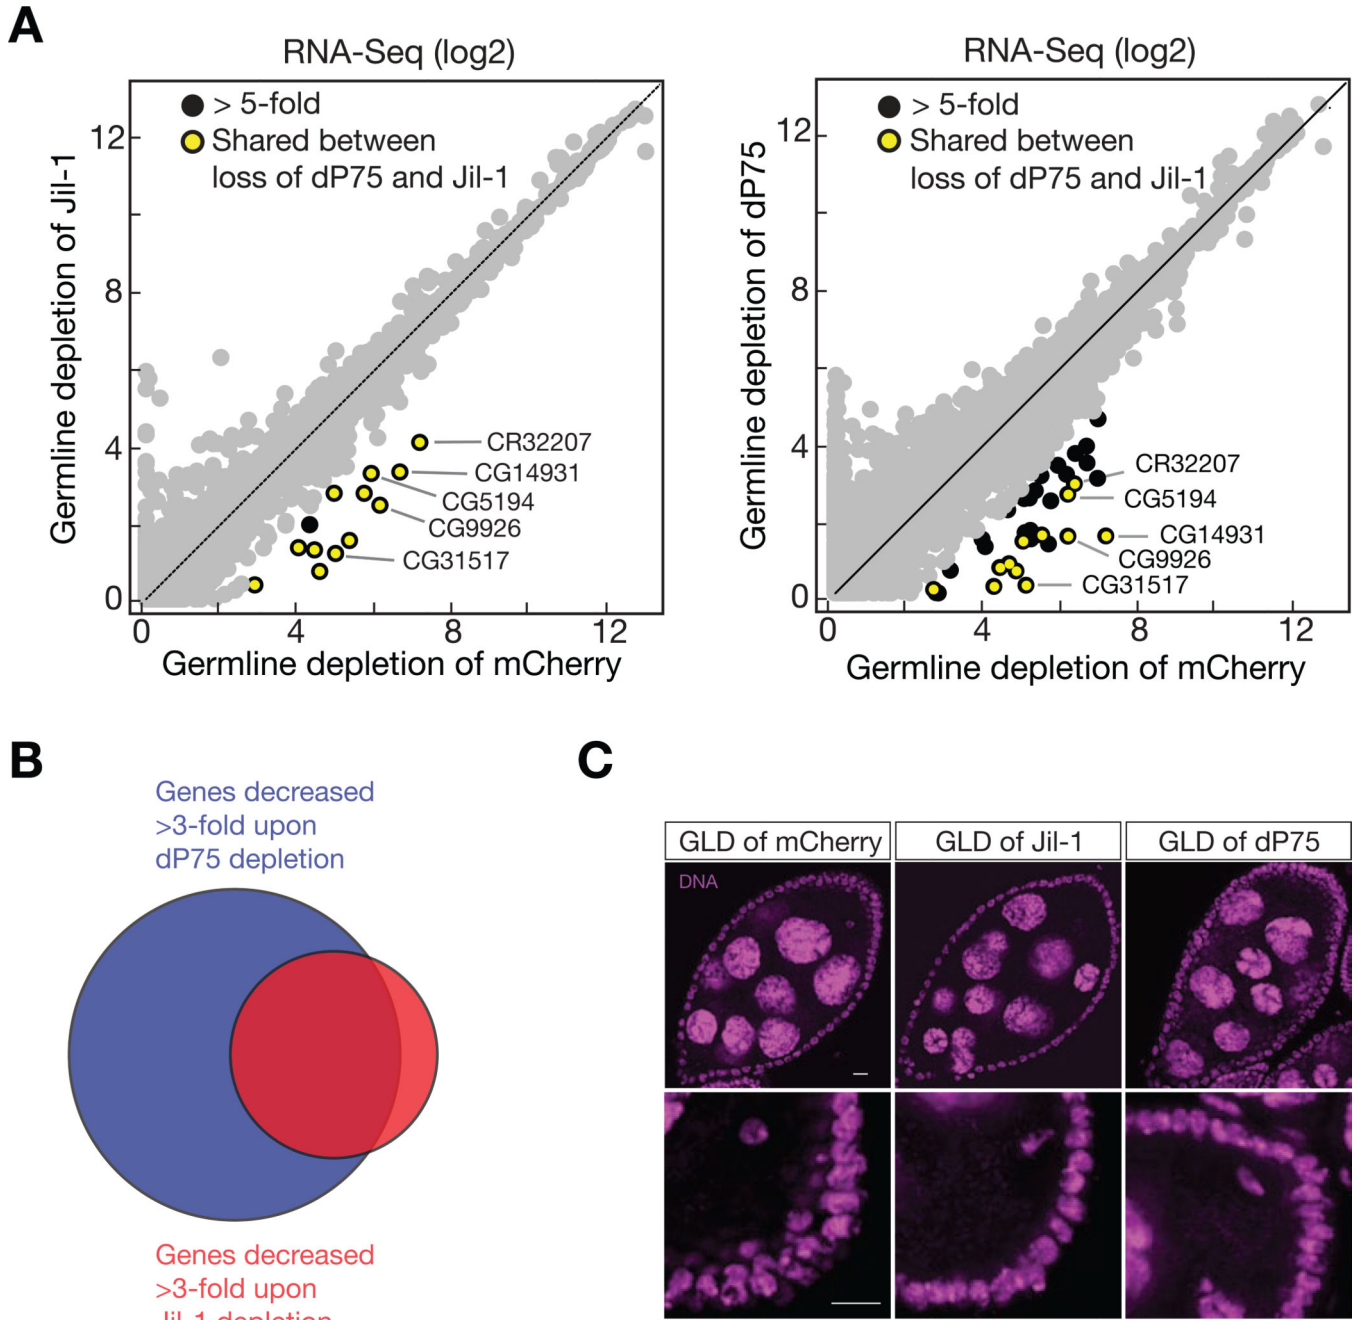 A
RNA-Seq (log2)
> 5-fold
Shared between
loss of dP75 and Jil-1
Germline depletion of Jil-1
12
8
4
0
CR32207
CG14931
CG5194
CG9926
CG31517
0 4 8 12
Germline depletion of mCherry
RNA-Seq (log2)
> 5-fold
Shared between
loss of dP75 and Jil-1
Germline depletion of dP75
12
8
4
0
CR32207
CG5194
CG14931
CG9926
CG31517
0 4 8 12
Germline depletion of mCherry
B
Genes decreased
>3-fold upon
dP75 depletion
Genes decreased
>3-fold upon
Jil-1 depletion
C
GLD of mCherry
GLD of Jil-1
GLD of dP75
DNA